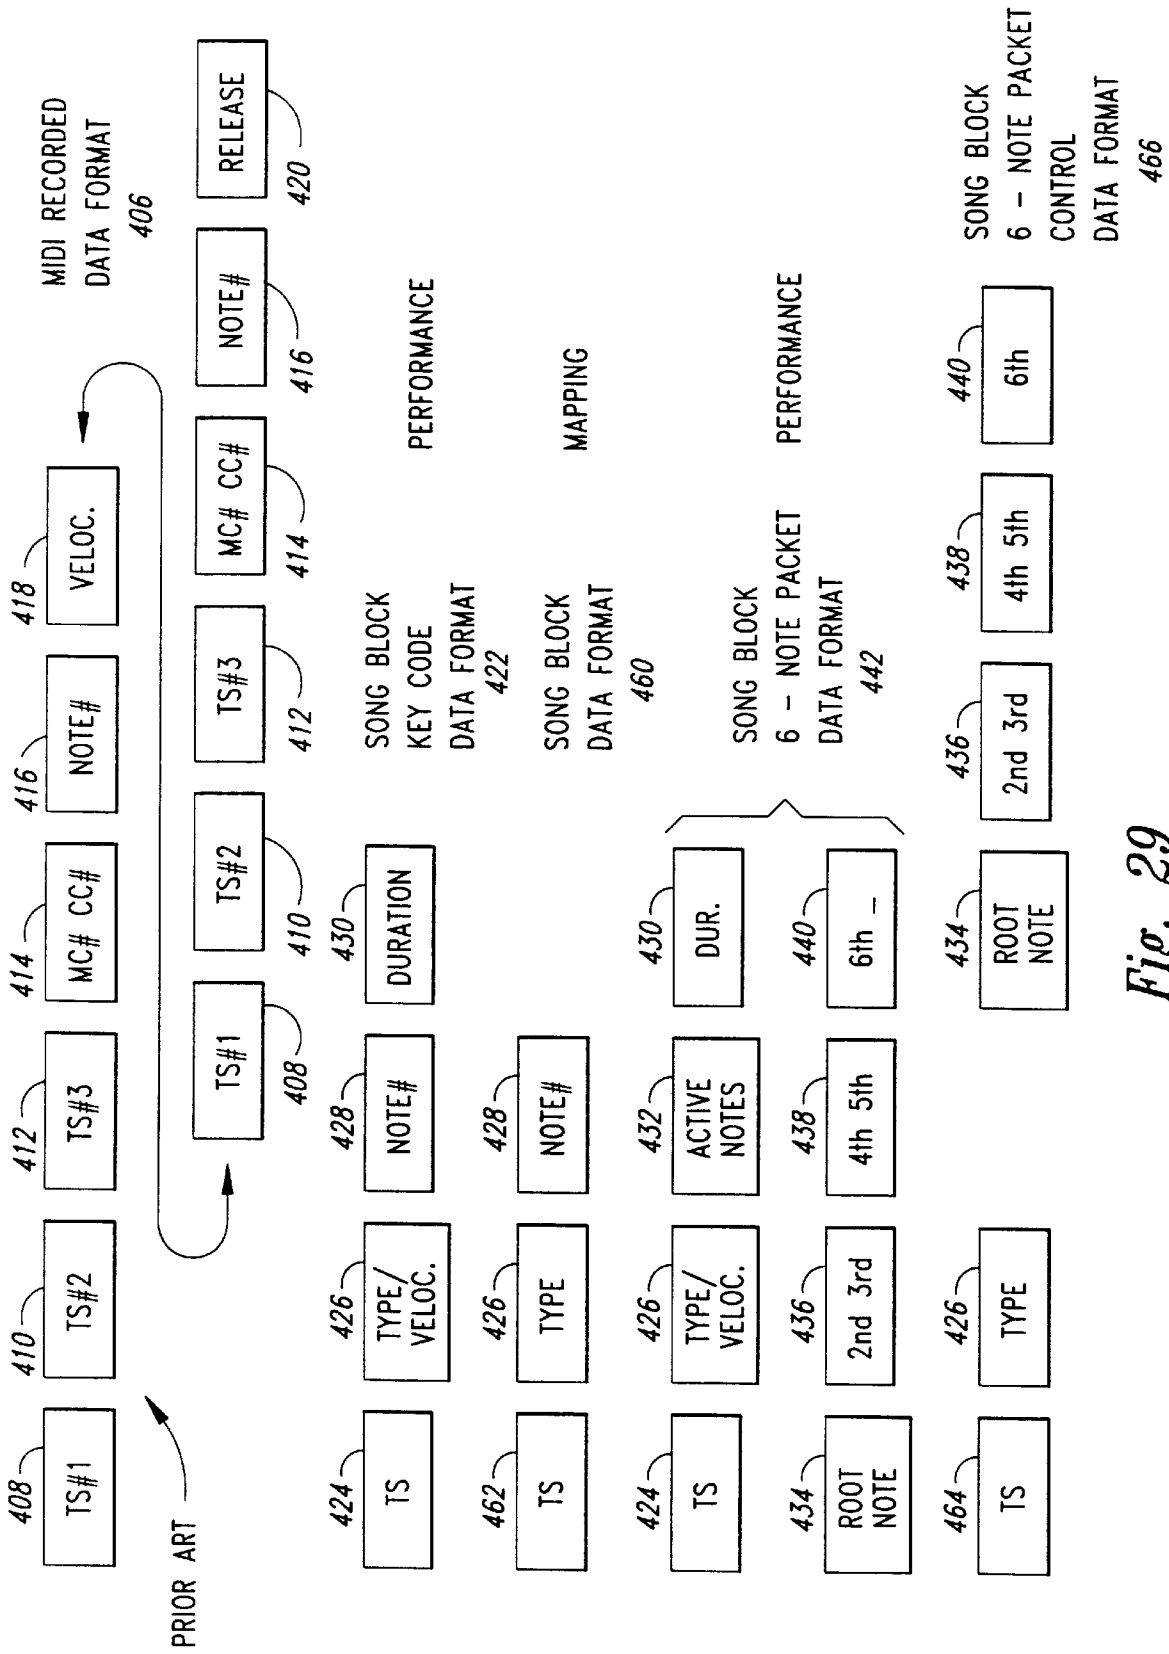 408 410 412 414 416 418
TS#1 TS#2 TS#3 MC# CC# NOTE# VELOC.
MIDI RECORDED
DATA FORMAT
406
PRIOR ART
TS#1 TS#2 TS#3 MC# CC# NOTE# RELEASE
408 410 412 414 416 420
424 426 428 430
TS TYPE/
VELOC. NOTE# DURATION
SONG BLOCK
KEY CODE
DATA FORMAT
422
PERFORMANCE
462 426 428
TS TYPE NOTE#
SONG BLOCK
DATA FORMAT
460
MAPPING
424 426 432 430
TS TYPE/
VELOC. ACTIVE
NOTES DUR.
434 436 438 440
ROOT
NOTE 2nd 3rd 4th 5th 6th _
SONG BLOCK
6 - NOTE PACKET
DATA FORMAT
442
PERFORMANCE
464 426 434 436 438 440
TS TYPE ROOT
NOTE 2nd 3rd 4th 5th 6th
SONG BLOCK
6 - NOTE PACKET
CONTROL
DATA FORMAT
466
Fig. 29